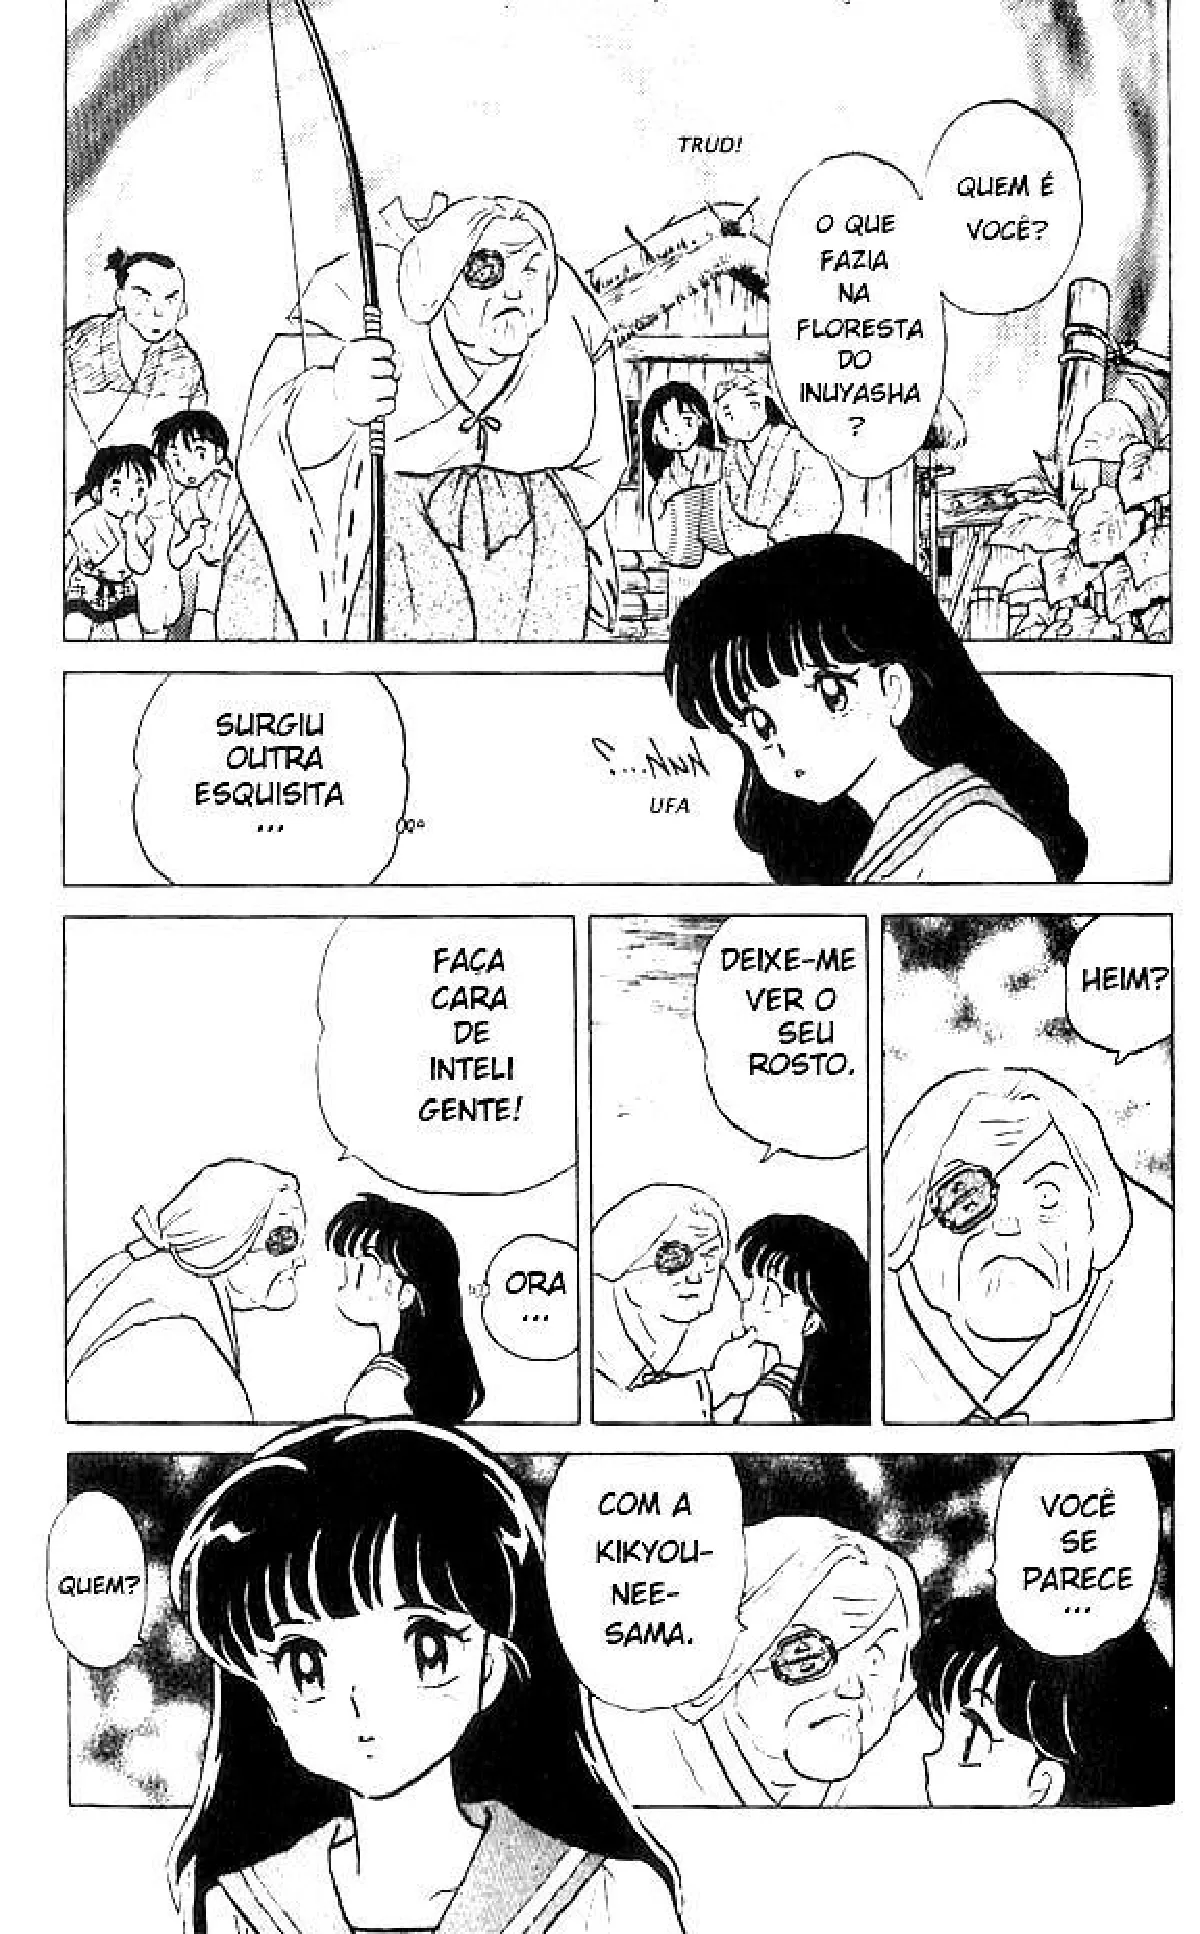 QUEM É
VOCÊ?
TRUD!
O QUE
FAZIA
NA
FLORESTA
DO
INUYASHA
?
SURGIU
OUTRA
ESQUISITA
...
UFA
HEIM?
DEIXE-ME
VER O
SEU
ROSTO.
FAÇA
CARA
DE
INTELI
GENTE!
ORA
...
VOCÊ
SE
PARECE
...
COM A
KIKYOU-
NEE-
SAMA.
QUEM?